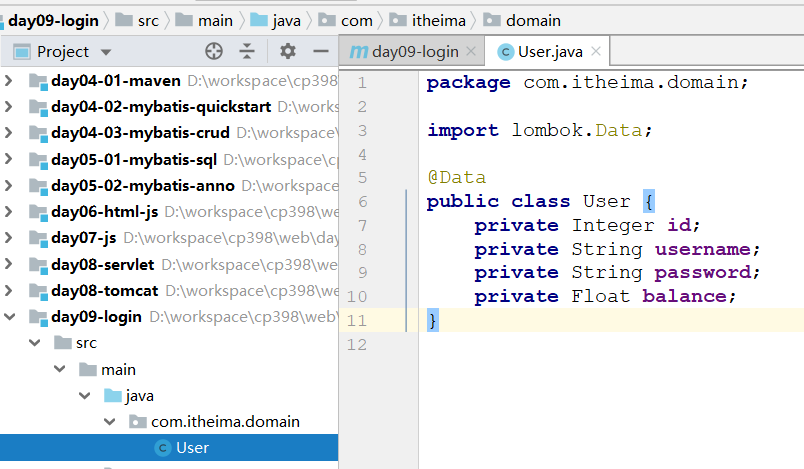 day09-login src main java com itheima domain
Project
day04-01-maven D:\workspace\cp398
day04-02-mybatis-quickstart D:\workspace
day04-03-mybatis-crud D:\workspace\cp
day05-01-mybatis-sql D:\workspace\cp39
day05-02-mybatis-anno D:\workspace\c
day06-html-js D:\workspace\cp398\web
day07-js D:\workspace\cp398\web\day
day08-servlet D:\workspace\cp398\we
day08-tomcat D:\workspace\cp398\we
day09-login D:\workspace\cp398\web\
src
main
java
com.itheima.domain
User
m day09-login
C User.java
1 package com.itheima.domain;
2
3 import lombok.Data;
4
5 @Data
6 public class User {
7 private Integer id;
8 private String username;
9 private String password;
10 private Float balance;
11 }
12